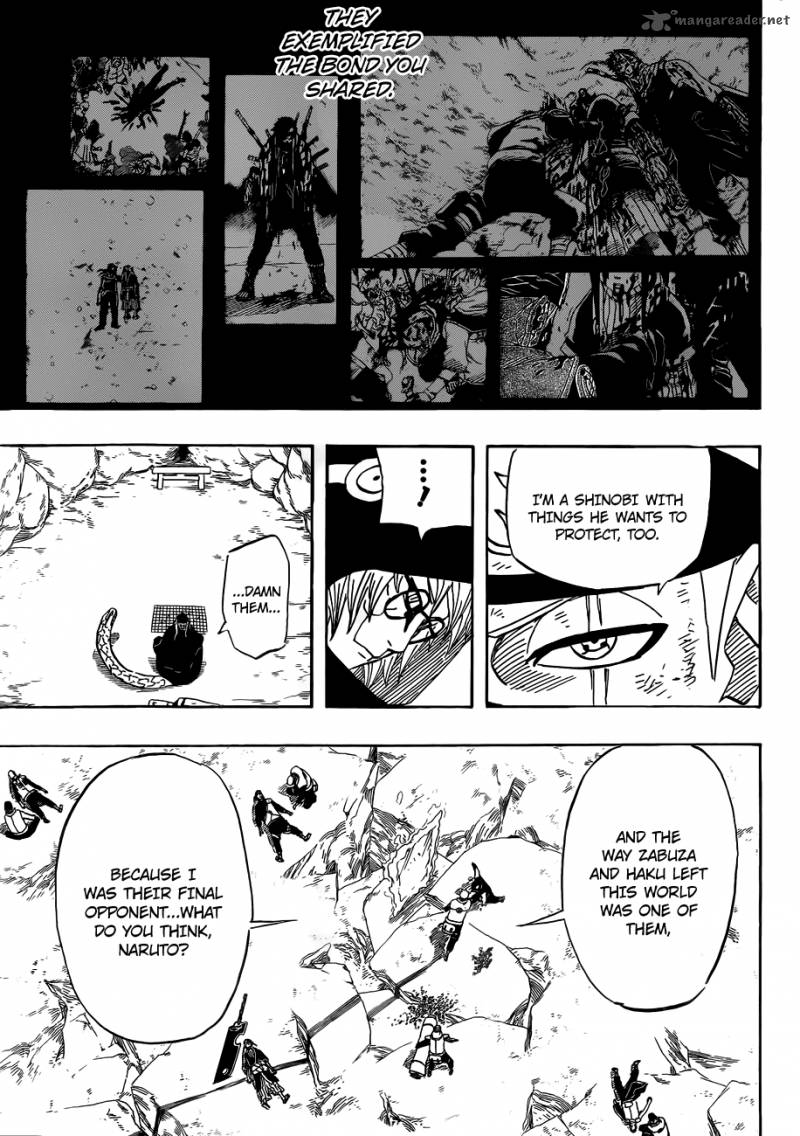 mangareader.net
THEY
EXEMPLIFIED
THE BOND YOU
SHARED.
I'M A SHINOBI WITH
THINGS HE WANTS TO
PROTECT, TOO.
...!
...DAMN
THEM...
AND THE
WAY ZABUZA
AND HAKU LEFT
THIS WORLD
WAS ONE OF
THEM,
BECAUSE I
WAS THEIR FINAL
OPPONENT...WHAT
DO YOU THINK,
NARUTO?